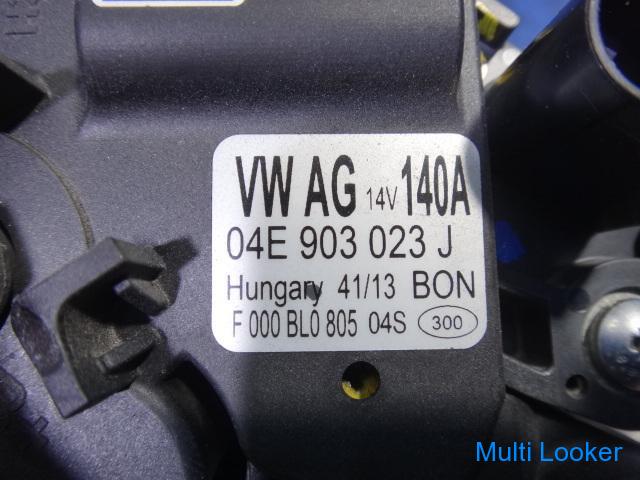 VW AG 14V 140A
04E 903 023 J
Hungary 41/13 BON
F 000 BL0 805 04S 300
Multi Looker